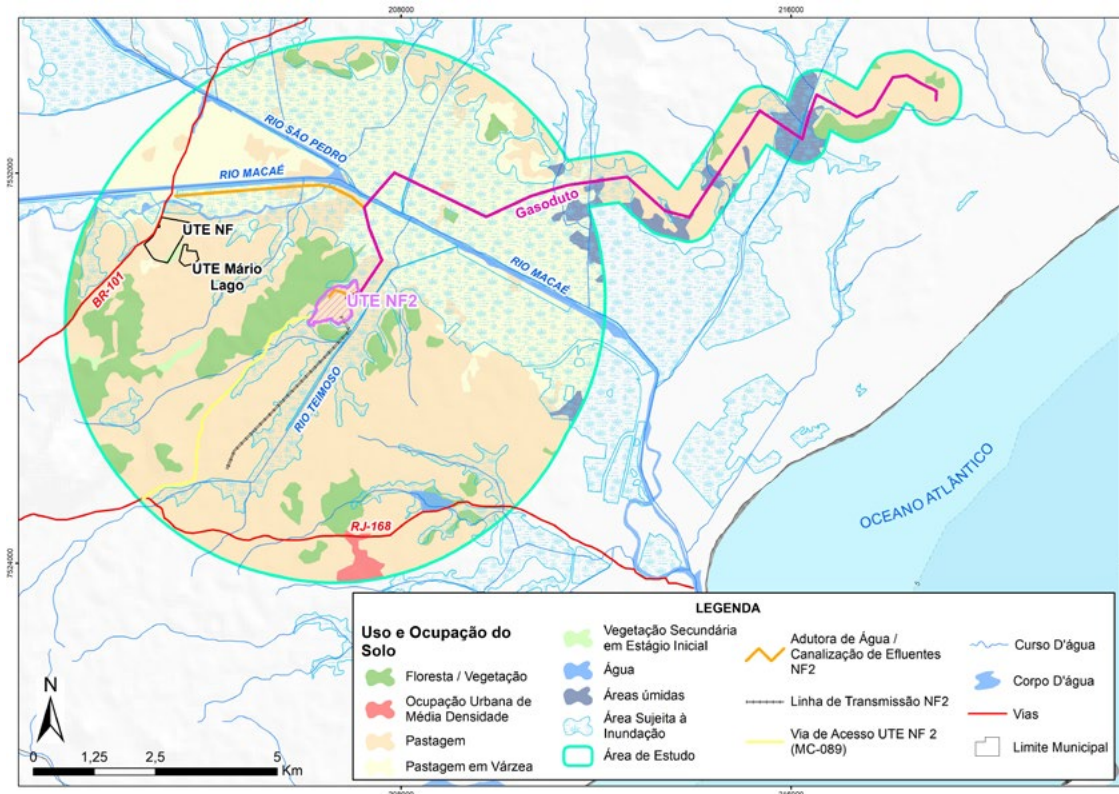 208000
216000
RIO SÃO PEDRO
7532000
RIO MACAÉ
Gasoduto
UTE NF
UTE Mário
Lago
BR-101
UTE NF2
RIO MACAÉ
RIO TEIMOSO
OCEANO ATLÂNTICO
RJ-168
7524000
N
0 1,25 2,5 5
Km
LEGENDA
Uso e Ocupação do
Solo
Floresta / Vegetação
Ocupação Urbana de
Média Densidade
Pastagem
Pastagem em Várzea
Vegetação Secundária
em Estágio Inicial
Água
Áreas úmidas
Área Sujeita à
Inundação
Área de Estudo
Adutora de Água /
Canalização de Efluentes
NF2
Linha de Transmissão NF2
Via de Acesso UTE NF 2
(MC-089)
Curso D'água
Corpo D'água
Vias
Limite Municipal
208000
216000